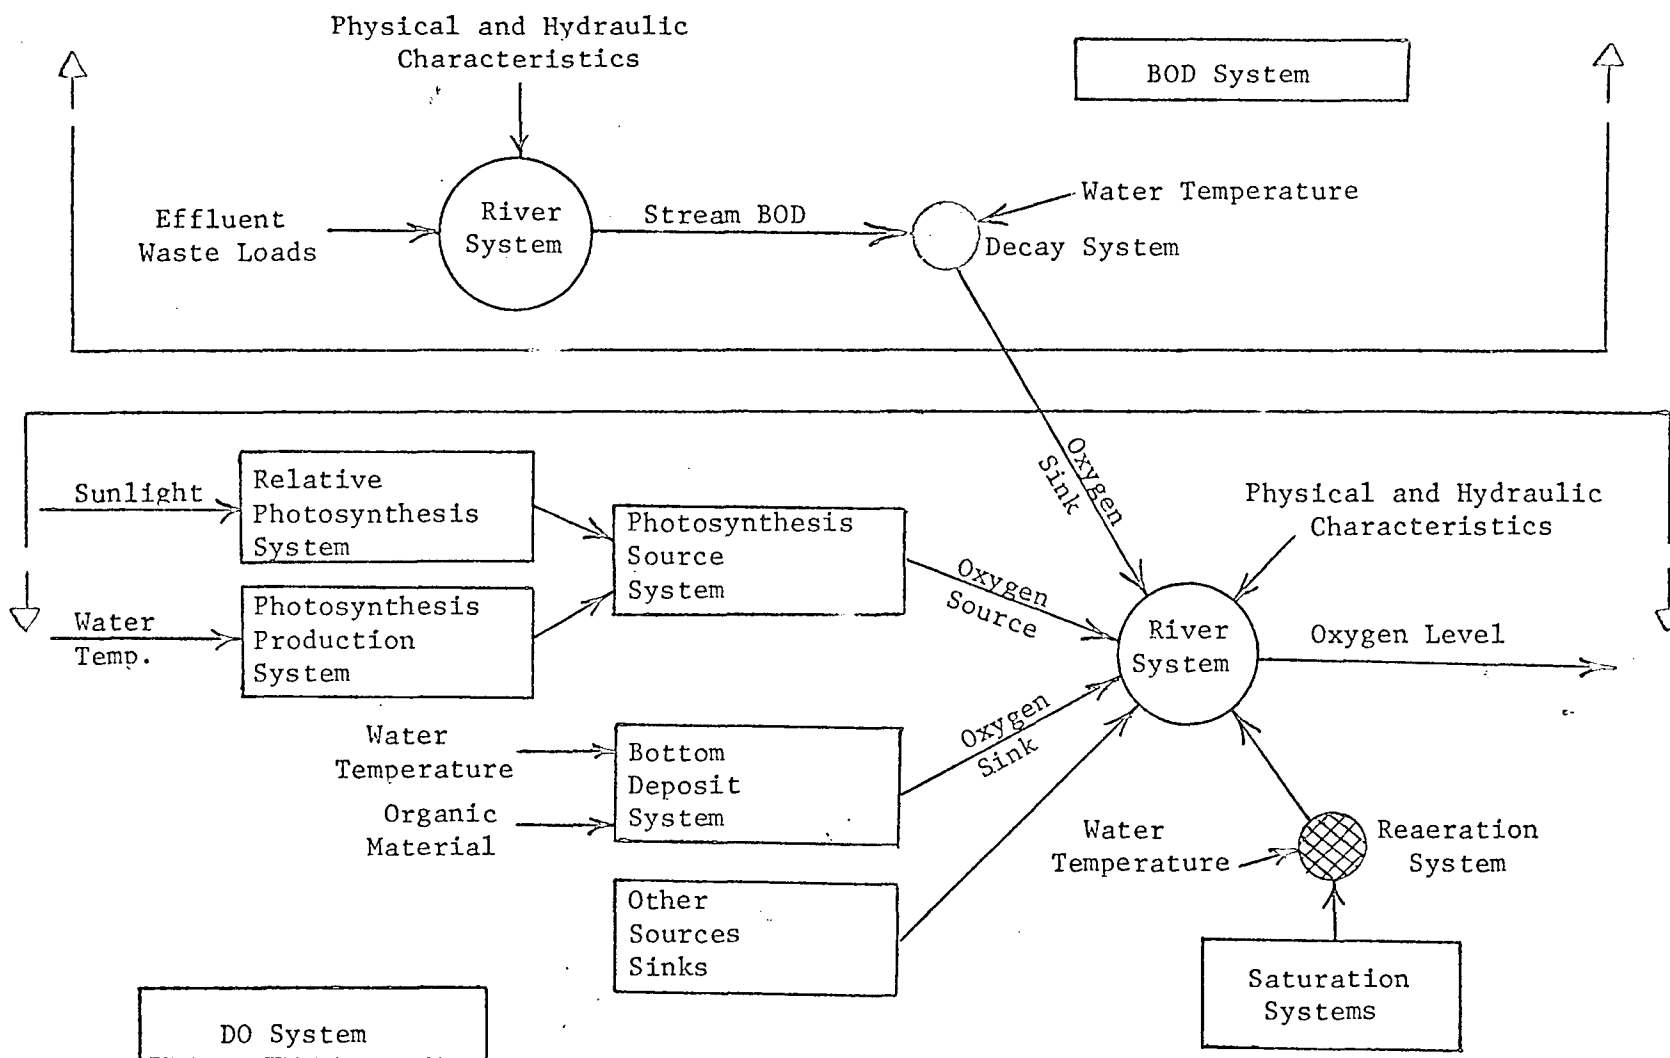 Physical and Hydraulic
Characteristics
BOD System
Effluent
Waste Loads
River
System
Stream BOD
Water Temperature
Decay System
Oxygen
Sink
Sunlight
Relative
Photosynthesis
System
Photosynthesis
Source
System
Water
Temp.
Photosynthesis
Production
System
Oxygen
Source
Physical and Hydraulic
Characteristics
River
System
Oxygen Level
Water
Temperature
Organic
Material
Bottom
Deposit
System
Oxygen
Sink
Other
Sources
Sinks
Water
Temperature
Reaeration
System
Saturation
Systems
DO System